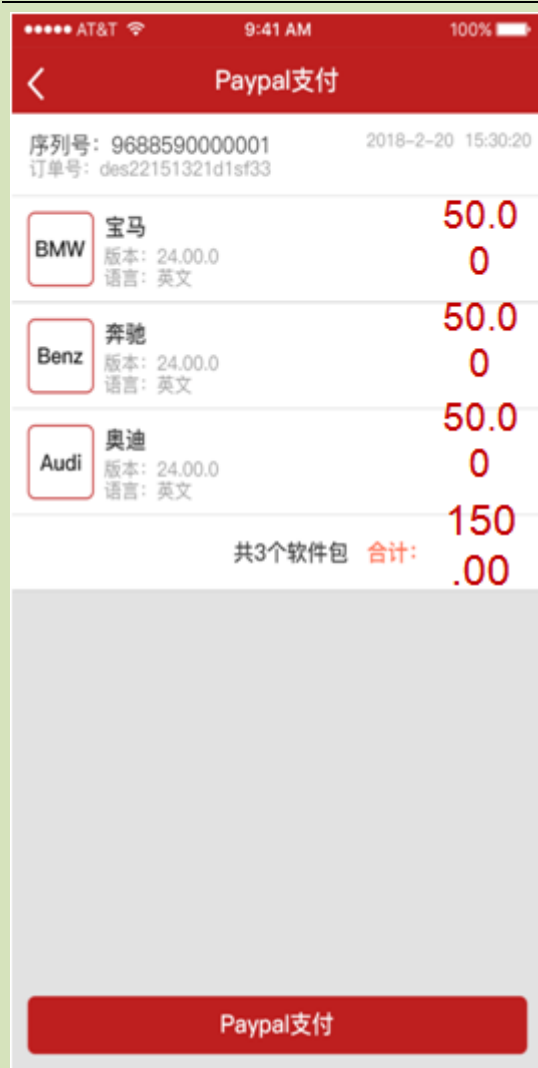 AT&T 9:41 AM 100%
Paypal支付
序列号：9688590000001 2018-2-20 15:30:20
订单号：des22151321d1sf33
BMW
宝马
版本：24.00.0
语言：英文
50.0
0
Benz
奔驰
版本：24.00.0
语言：英文
50.0
0
Audi
奥迪
版本：24.00.0
语言：英文
50.0
0
共3个软件包 合计：
150
.00
Paypal支付